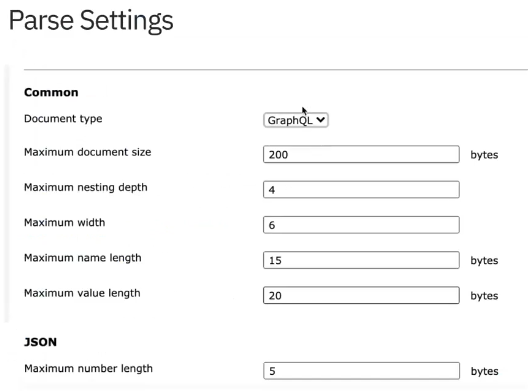 Parse Settings
Common
Document type GraphQL
Maximum document size 200 bytes
Maximum nesting depth 4
Maximum width 6
Maximum name length 15 bytes
Maximum value length 20 bytes
JSON
Maximum number length 5 bytes